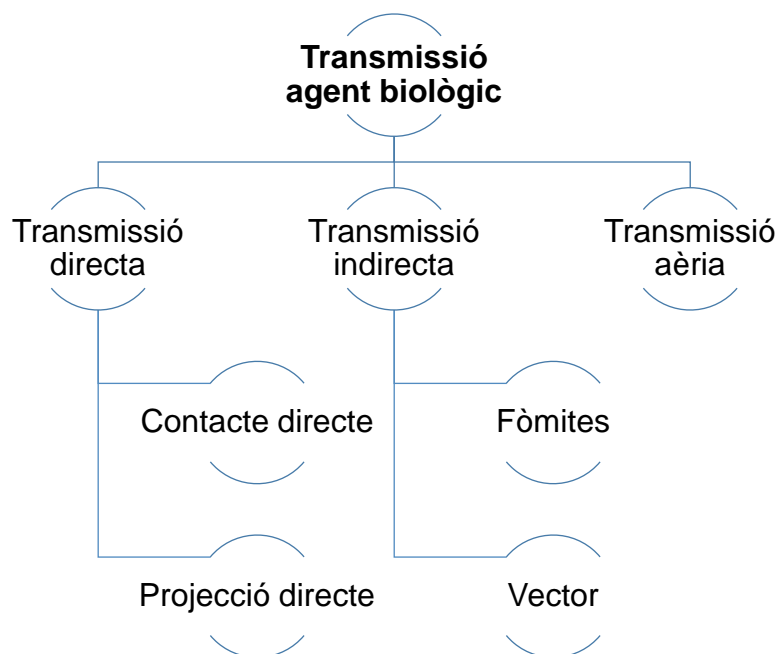 Transmissió
agent biològic
Transmissió
directa
Transmissió
indirecta
Transmissió
aèria
Contacte directe
Fòmites
Projecció directe
Vector